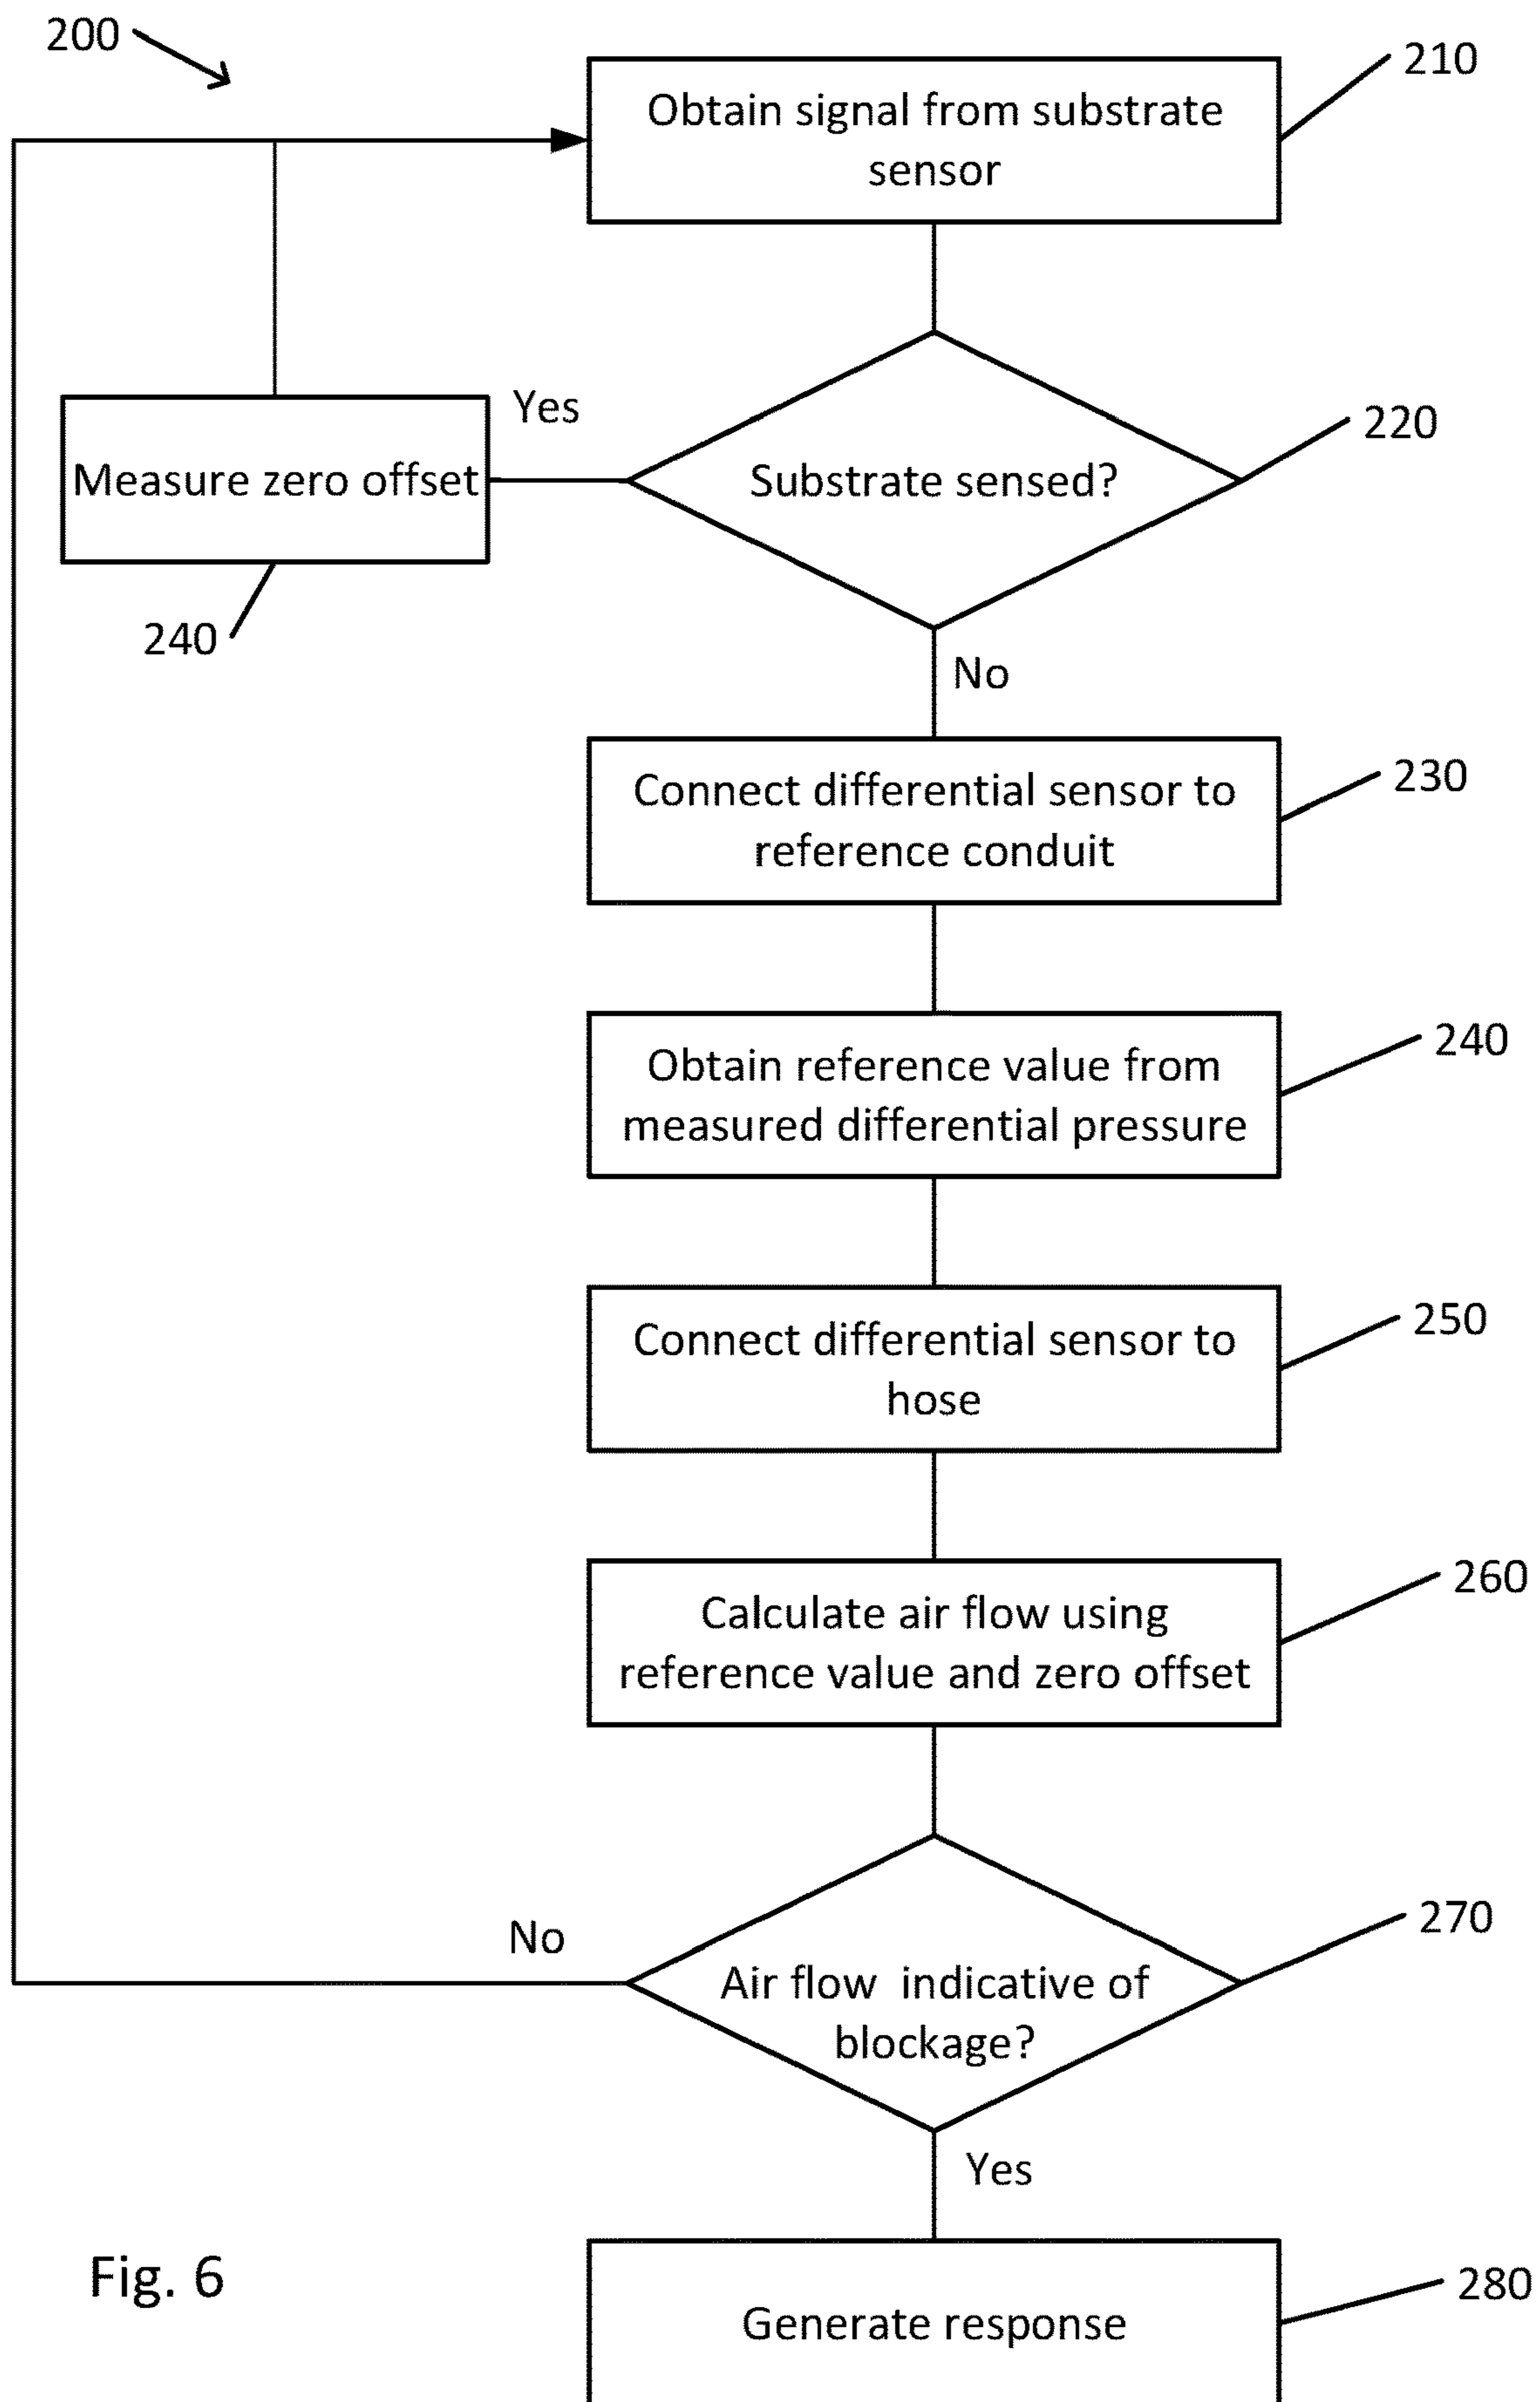 200
210
Obtain signal from substrate
sensor
Yes
220
Measure zero offset
Substrate sensed?
240
No
230
Connect differential sensor to
reference conduit
240
Obtain reference value from
measured differential pressure
250
Connect differential sensor to
hose
260
Calculate air flow using
reference value and zero offset
270
No
Air flow indicative of
blockage?
Yes
Fig. 6
280
Generate response